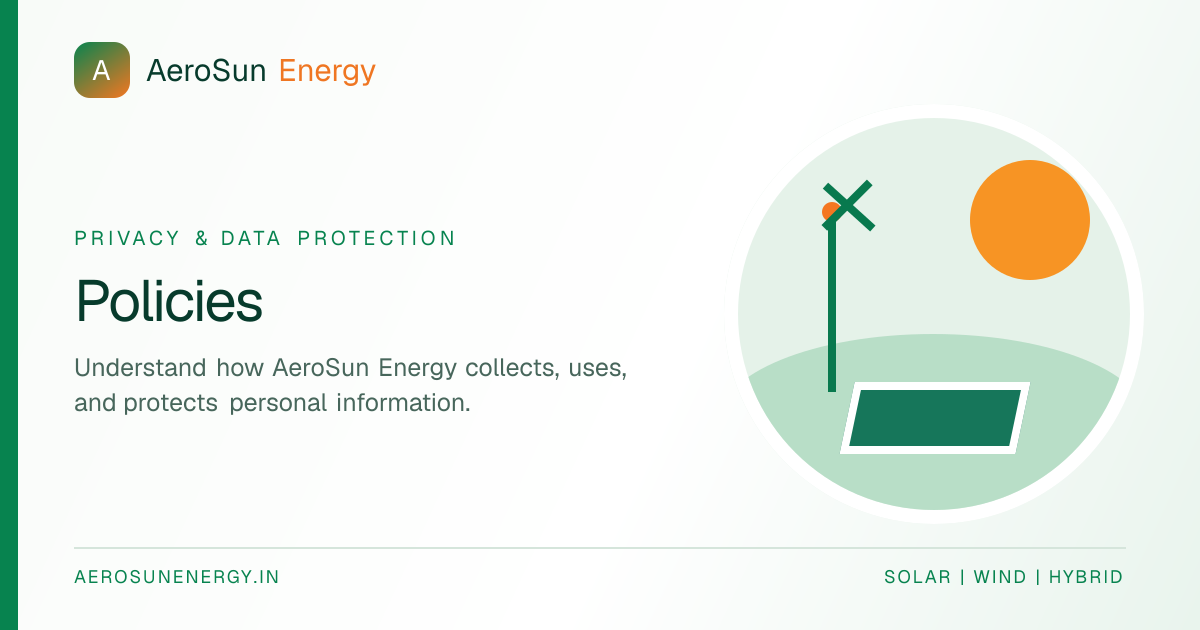 A
AeroSun Energy
PRIVACY & DATA PROTECTION
Policies
Understand how AeroSun Energy collects, uses,
and protects personal information.
AEROSUNENERGY.IN
SOLAR | WIND | HYBRID